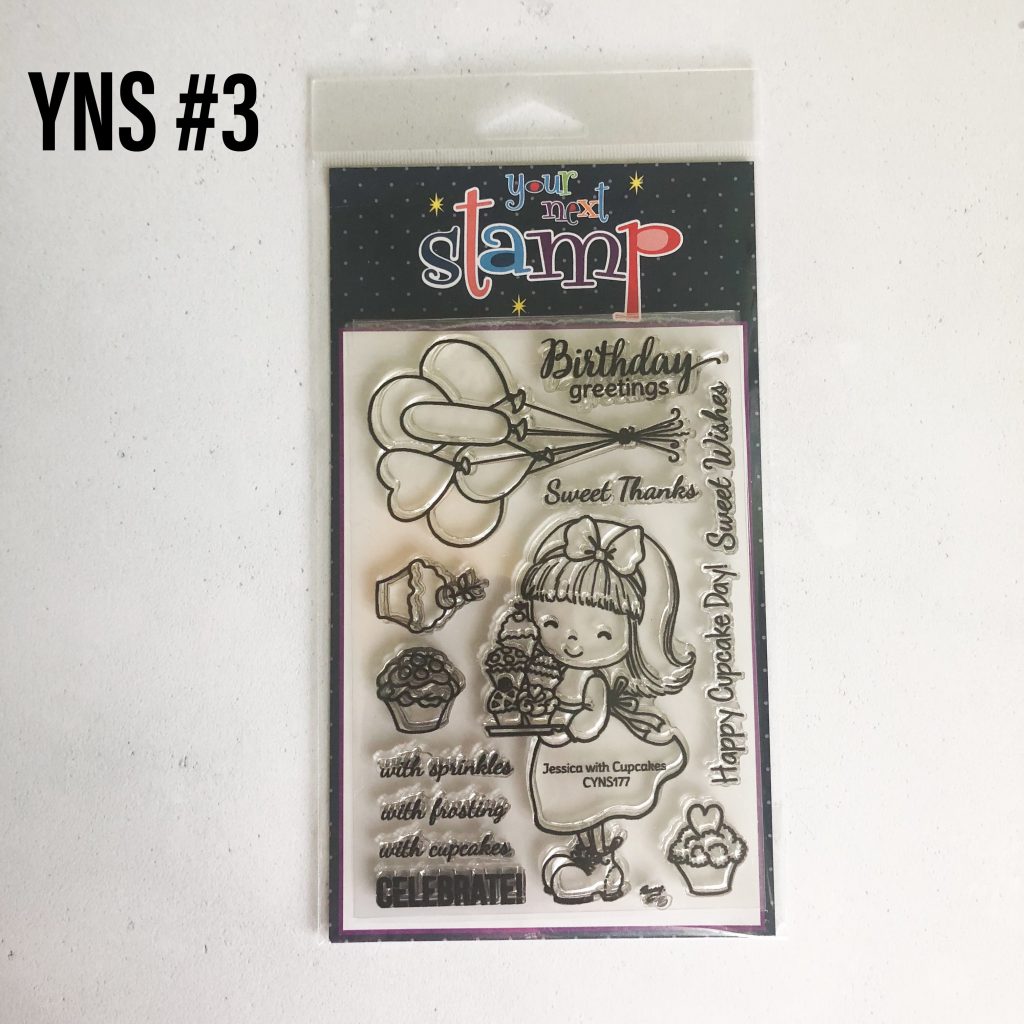 YNS #3
your
next
stamp
Birthday
greetings
Sweet Wishes
Sweet Thanks
Happy Cupcake Day!
Jessica with Cupcakes
CYNS177
with sprinkles
with frosting
with cupcakes
CELEBRATE!